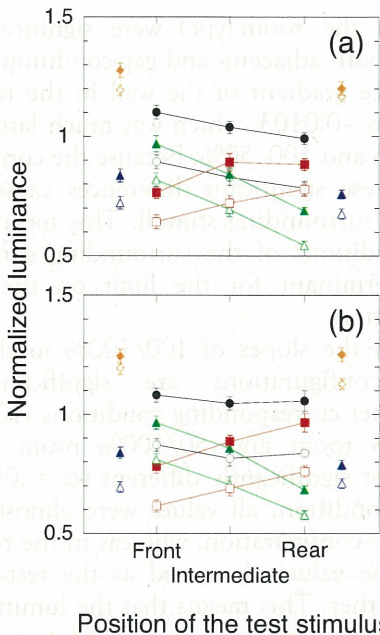 (a)
1.5
1
0.5
Normalized luminance
(b)
1.5
1
0.5
Front
Rear
Intermediate
Position of the test stimulus